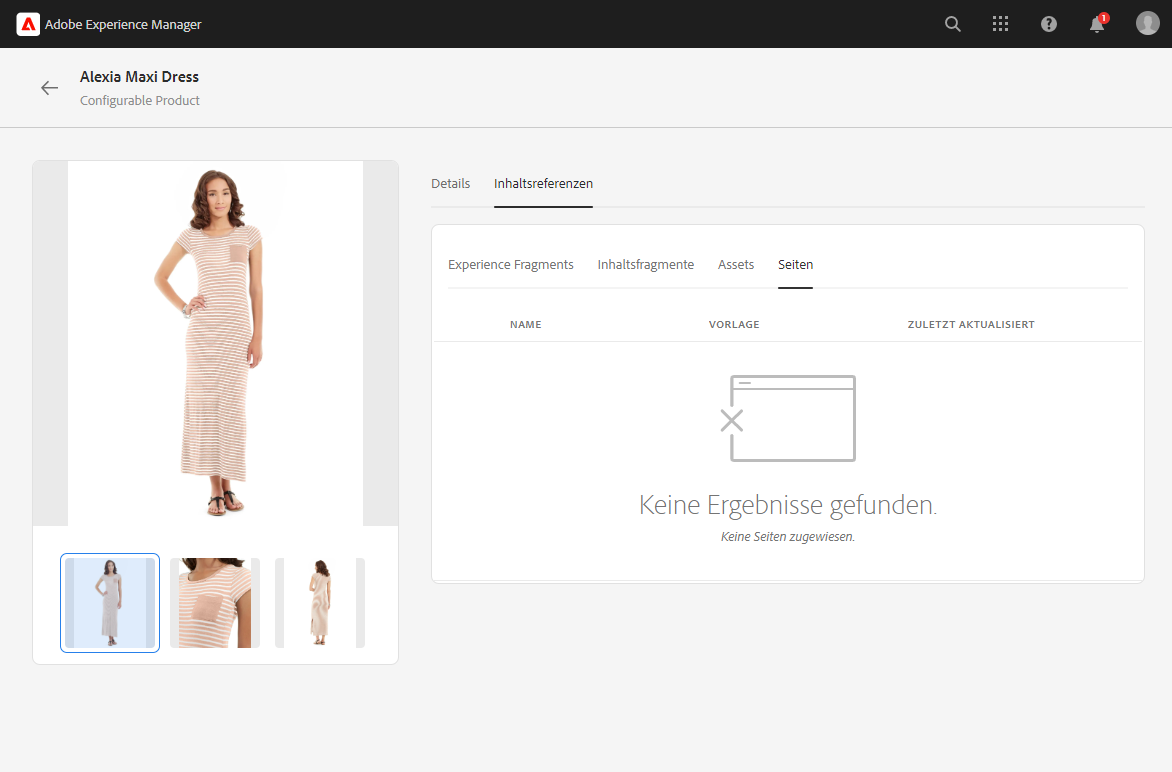 Adobe Experience Manager
1
Alexia Maxi Dress
Configurable Product
Details Inhaltsreferenzen
Experience Fragments Inhaltsfragmente Assets Seiten
NAME VORLAGE ZULETZT AKTUALISIERT
Keine Ergebnisse gefunden.
Keine Seiten zugewiesen.